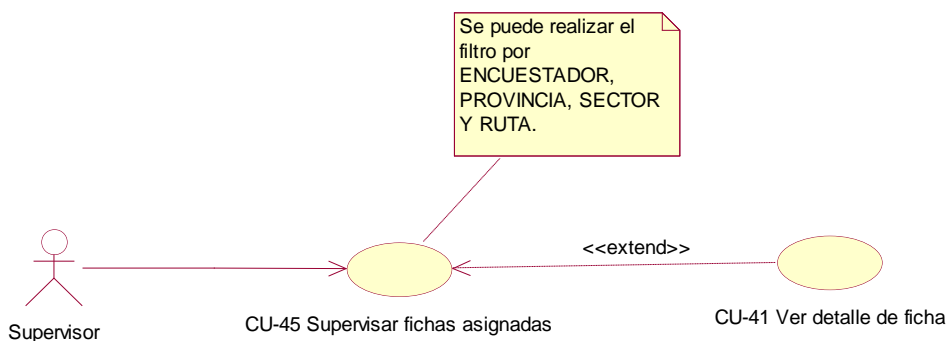 Se puede realizar el
filtro por
ENCUESTADOR,
PROVINCIA, SECTOR
Y RUTA.
<<extend>>
Supervisor
CU-45 Supervisar fichas asignadas
CU-41 Ver detalle de ficha